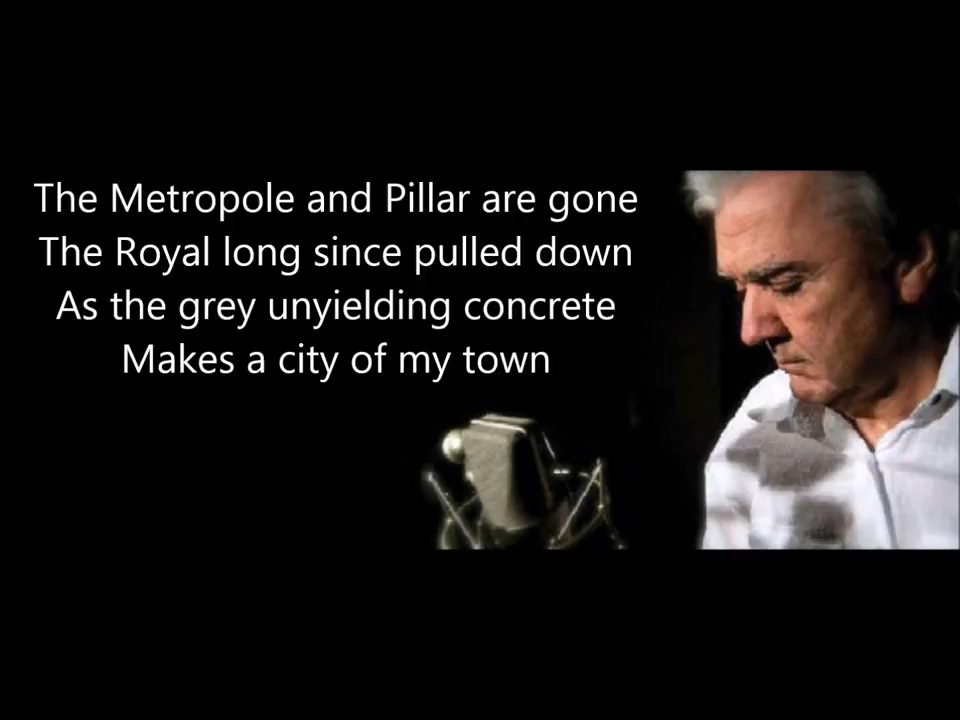 The Metropole and Pillar are gone
The Royal long since pulled down
As the grey unyielding concrete
Makes a city of my town